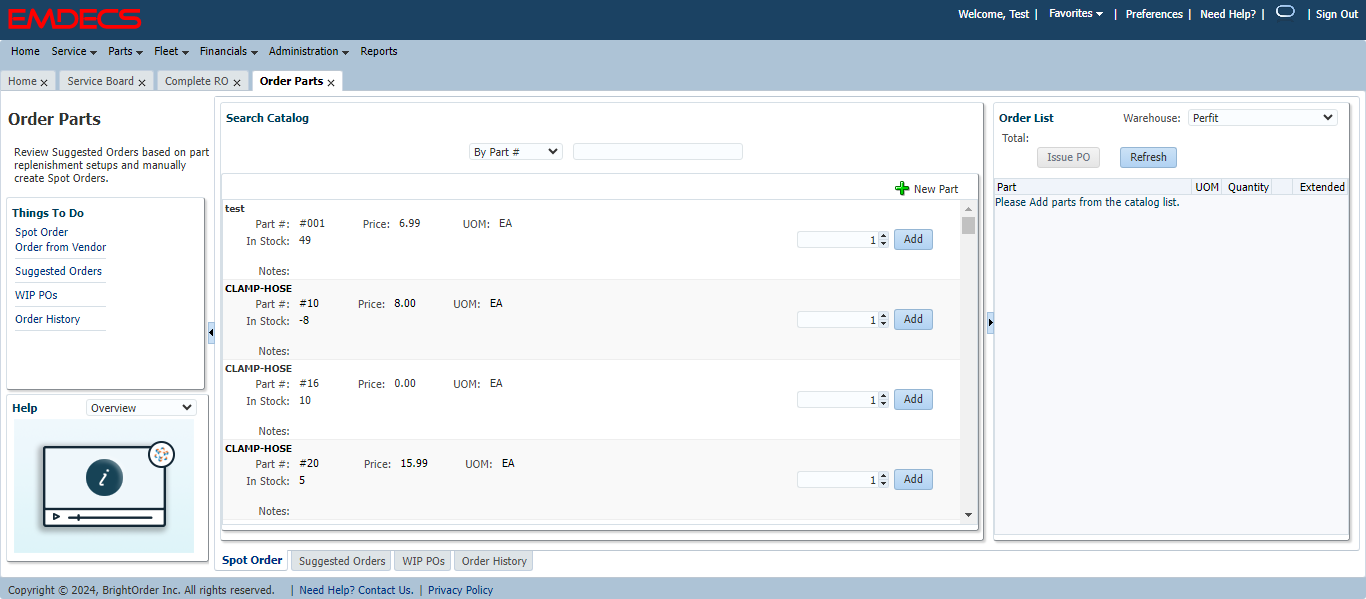 EMDECS
Welcome, Test | Favorites | Preferences | Need Help? | | Sign Out
Home Service Parts Fleet Financials Administration Reports
Home x Service Board x Complete RO x Order Parts x
Order Parts
Review Suggested Orders based on part
replenishment setups and manually
create Spot Orders.
Things To Do
Spot Order
Order from Vendor
Suggested Orders
WIP POs
Order History
Help Overview
i
Search Catalog
By Part #
New Part
test
Part #: #001 Price: 6.99 UOM: EA
In Stock: 49
1 Add
Notes:
CLAMP-HOSE
Part #: #10 Price: 8.00 UOM: EA
In Stock: -8
1 Add
Notes:
CLAMP-HOSE
Part #: #16 Price: 0.00 UOM: EA
In Stock: 10
1 Add
Notes:
CLAMP-HOSE
Part #: #20 Price: 15.99 UOM: EA
In Stock: 5
1 Add
Notes:
Order List Warehouse: Perfit
Total:
Issue PO Refresh
Part UOM Quantity Extended
Please Add parts from the catalog list.
Spot Order Suggested Orders WIP POs Order History
Copyright © 2024, BrightOrder Inc. All rights reserved. | Need Help? Contact Us. | Privacy Policy